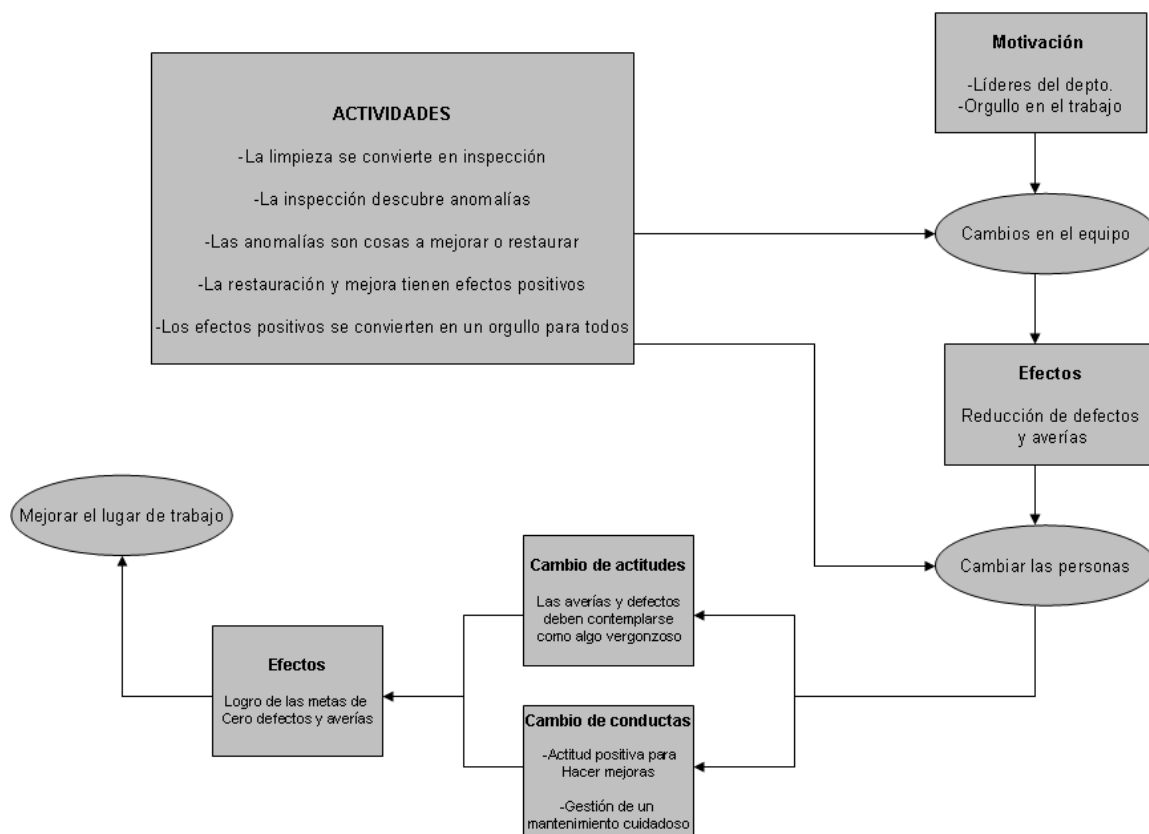 Motivación
-Líderes del depto.
-Orgullo en el trabajo
ACTIVIDADES
-La limpieza se convierte en inspección
-La inspección descubre anomalías
-Las anomalías son cosas a mejorar o restaurar
-La restauración y mejora tienen efectos positivos
-Los efectos positivos se convierten en un orgullo para todos
Cambios en el equipo
Efectos
Reducción de defectos
y averías
Cambiar las personas
Cambio de actitudes
Las averías y defectos
deben contemplarse
como algo vergonzoso
Cambio de conductas
-Actitud positiva para
Hacer mejoras
-Gestión de un
mantenimiento cuidadoso
Efectos
Logro de las metas de
Cero defectos y averías
Mejorar el lugar de trabajo